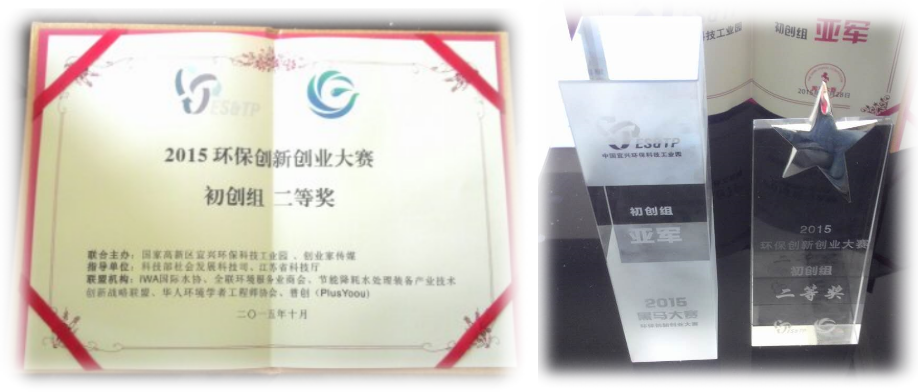 ES&TP
2015 环保创新创业大赛
初创组 二等奖
联合主办：国家高新区宜兴环保科技工业园、创业家传媒
指导单位：科技部社会发展科技司、江苏省科技厅
联盟机构：IWA国际水协、全联环境服务业商会、节能降耗水处理装备产业技术
创新战略联盟、华人环境学者工程师协会、普创（PlusYoou）
二〇一五年十月
科技工业园
初创组 亚军
ES&TP
中国宜兴环保科技工业园
初创组
亚军
2015
黑马大赛
2015
环保创新创业大赛
初创组
二等奖